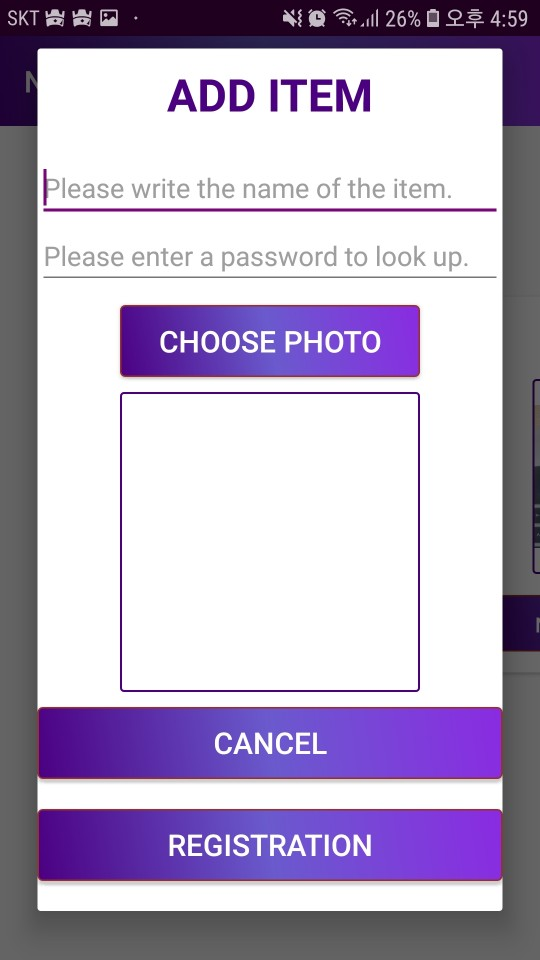 SKT 26% 오후 4:59
N
ADD ITEM
Please write the name of the item.
Please enter a password to look up.
CHOOSE PHOTO
CANCEL
REGISTRATION